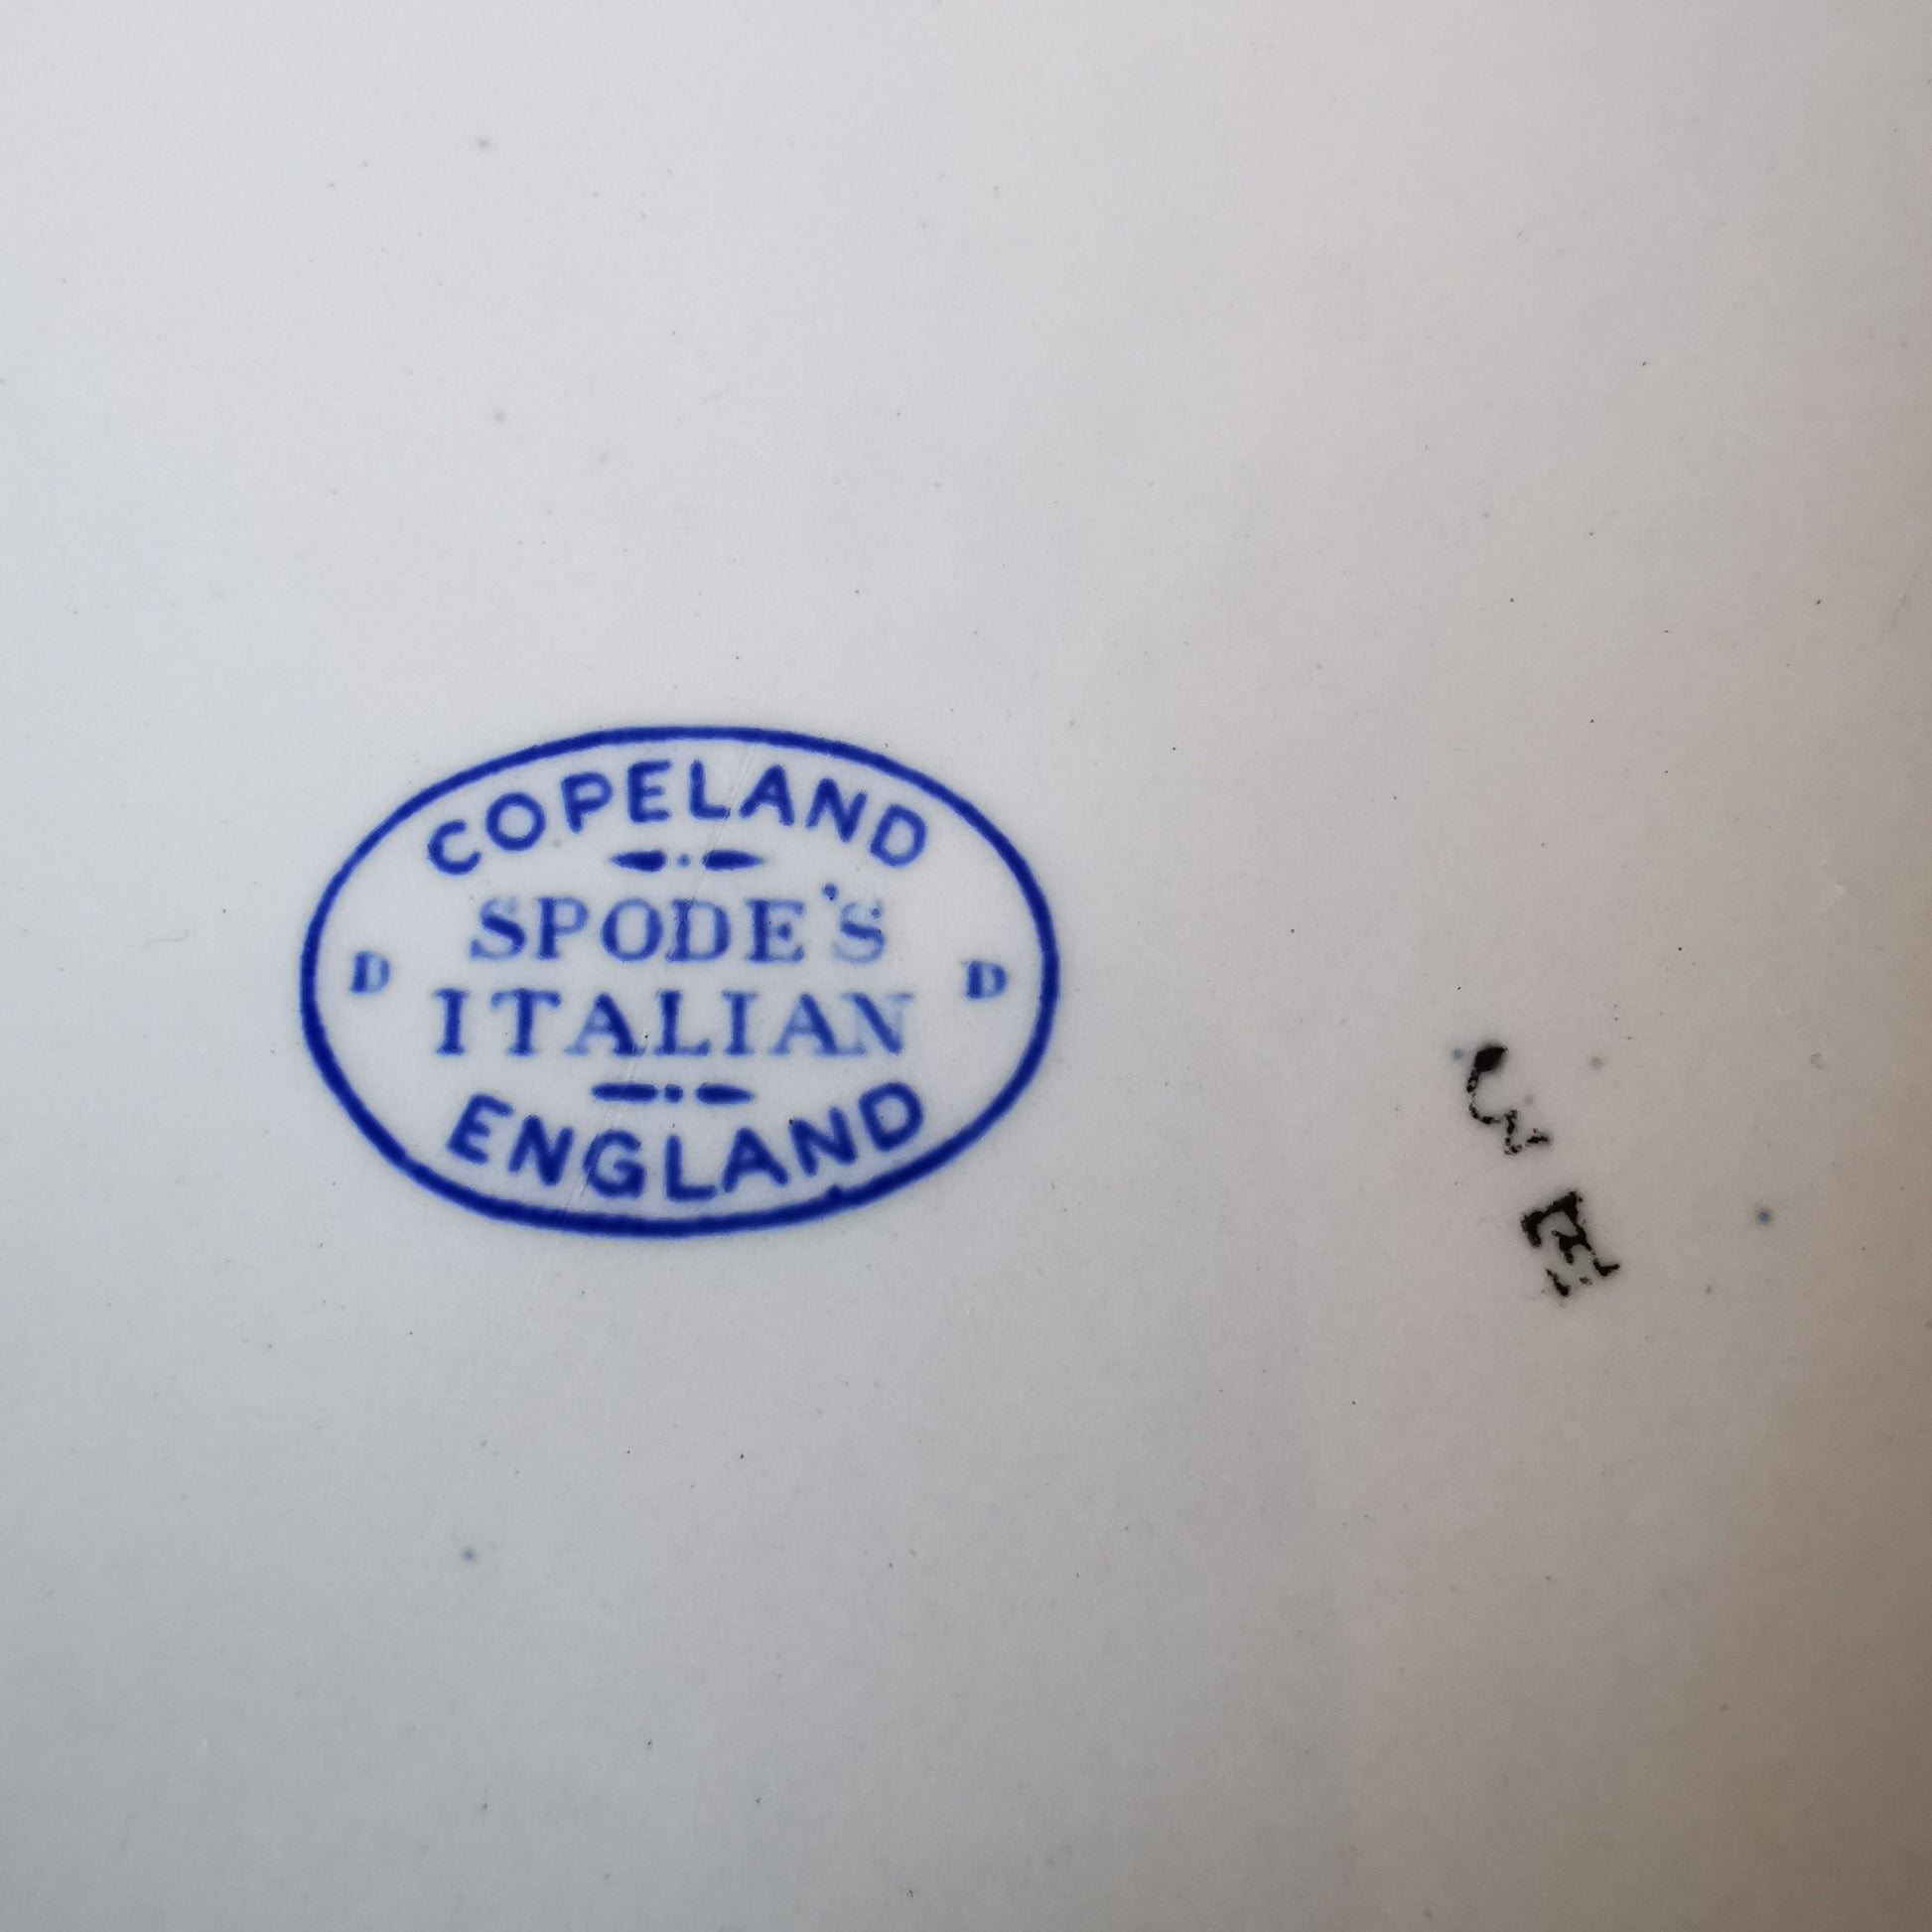 COPELAND
SPODE'S
D D
ITALIAN
ENGLAND